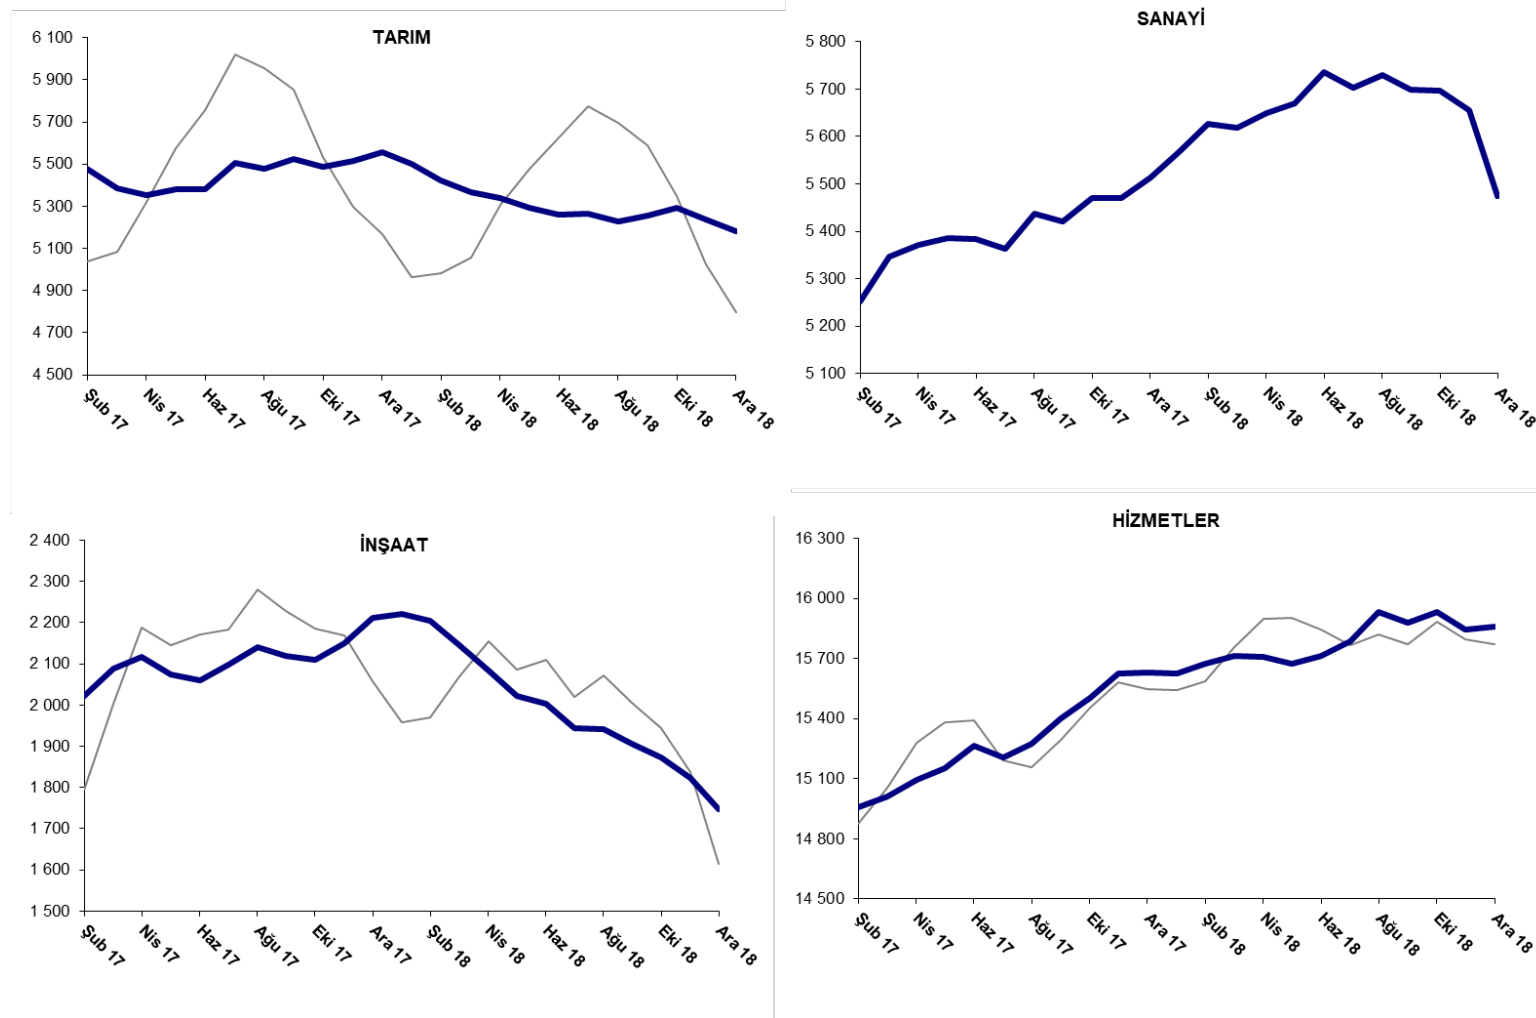 TARIM
6 100
5 900
5 700
5 500
5 300
5 100
4 900
4 700
4 500
Şub 17
Nis 17
Haz 17
Ağu 17
Eki 17
Ara 17
Şub 18
Nis 18
Haz 18
Ağu 18
Eki 18
Ara 18
SANAYİ
5 800
5 700
5 600
5 500
5 400
5 300
5 200
5 100
Şub 17
Nis 17
Haz 17
Ağu 17
Eki 17
Ara 17
Şub 18
Nis 18
Haz 18
Ağu 18
Eki 18
Ara 18
İNŞAAT
2 400
2 300
2 200
2 100
2 000
1 900
1 800
1 700
1 600
1 500
Şub 17
Nis 17
Haz 17
Ağu 17
Eki 17
Ara 17
Şub 18
Nis 18
Haz 18
Ağu 18
Eki 18
Ara 18
HİZMETLER
16 300
16 000
15 700
15 400
15 100
14 800
14 500
Şub 17
Nis 17
Haz 17
Ağu 17
Eki 17
Ara 17
Şub 18
Nis 18
Haz 18
Ağu 18
Eki 18
Ara 18